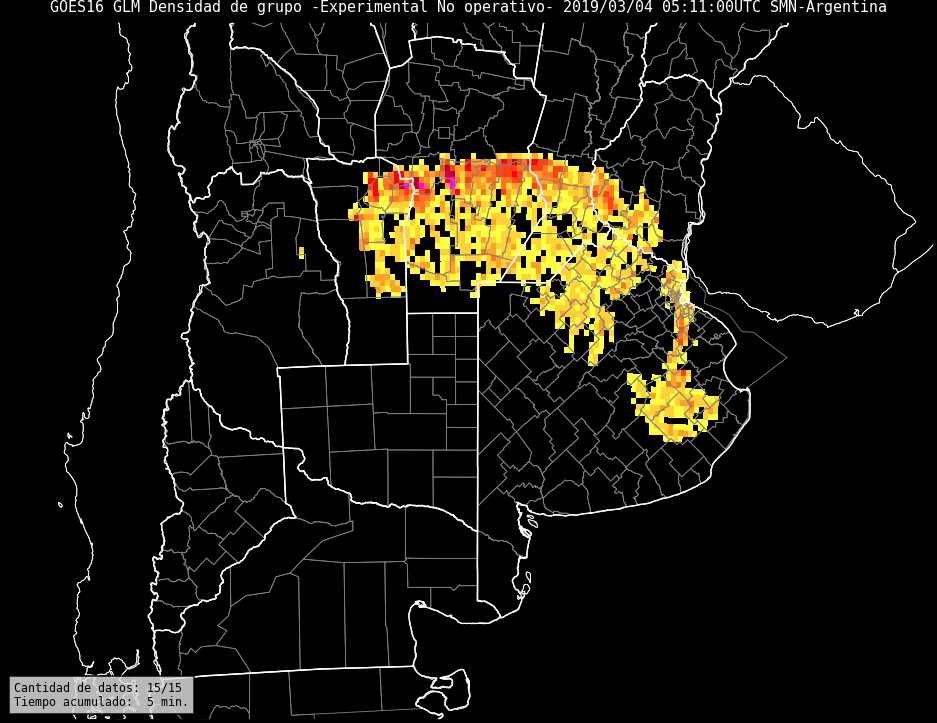 GOES16 GLM Densidad de grupo -Experimental No operativo- 2019/03/04 05:11:00UTC SMN-Argentina
Cantidad de datos: 15/15
Tiempo acumulado:  5 min.